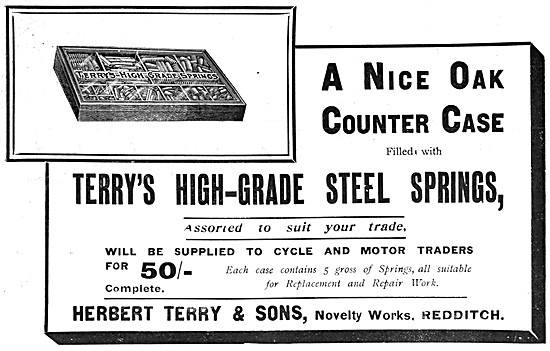 TERRY'S-HIGH GRADE SPRINGS
A NICE OAK
COUNTER CASE
Filled with
TERRY'S HIGH-GRADE STEEL SPRINGS,
Assorted to suit your trade.
WILL BE SUPPLIED TO CYCLE AND MOTOR TRADERS
FOR 50/- Complete.
Each case contains 5 gross of Springs, all suitable
for Replacement and Repair Work.
HERBERT TERRY & SONS, Novelty Works, REDDITCH.